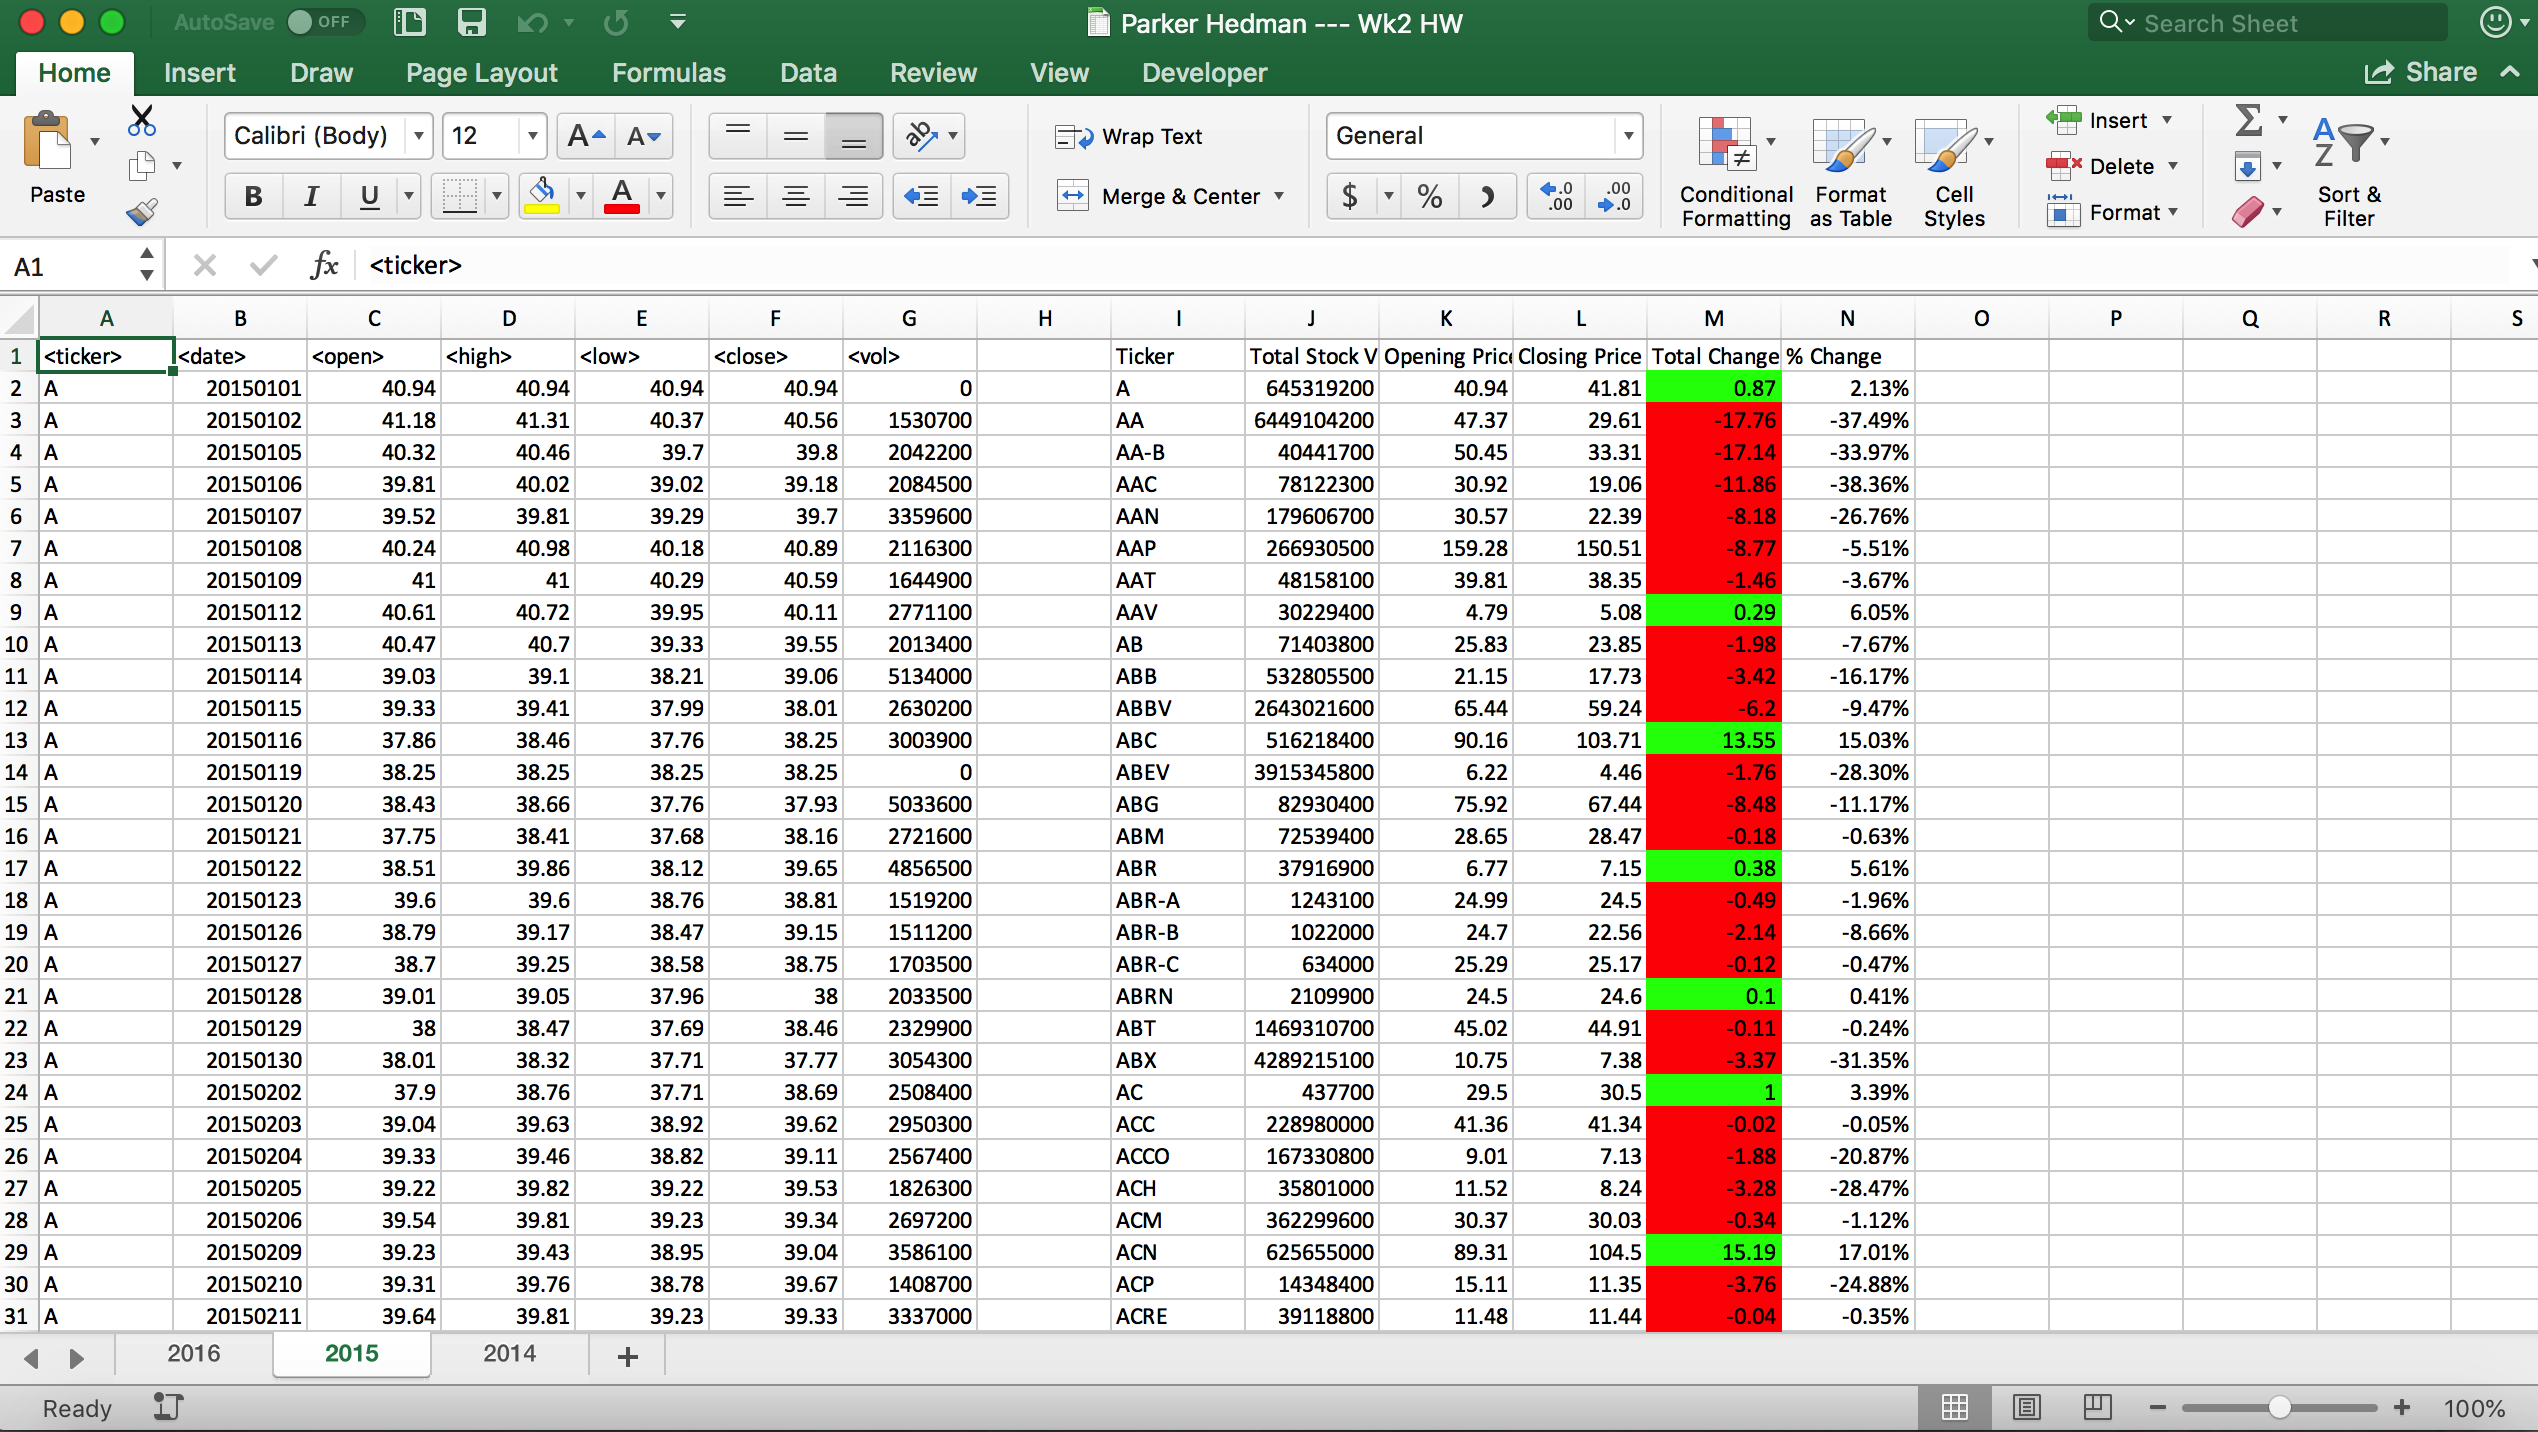 AutoSave OFF Parker Hedman --- Wk2 HW Search Sheet
Home Insert Draw Page Layout Formulas Data Review View Developer Share
Paste Calibri (Body) 12 A A ab Wrap Text General Conditional Formatting Format as Table Cell Styles Insert Delete Format Σ A Z Sort & Filter
B I U A Merge & Center $ % , .0 .00 .00 .0
A1 fx <ticker>
A B C D E F G H I J K L M N O P Q R S
1 <ticker> <date> <open> <high> <low> <close> <vol> Ticker Total Stock V Opening Pric Closing Price Total Change % Change
2 A 20150101 40.94 40.94 40.94 40.94 0 A 645319200 40.94 41.81 0.87 2.13%
3 A 20150102 41.18 41.31 40.37 40.56 1530700 AA 6449104200 47.37 29.61 -17.76 -37.49%
4 A 20150105 40.32 40.46 39.7 39.8 2042200 AA-B 40441700 50.45 33.31 -17.14 -33.97%
5 A 20150106 39.81 40.02 39.02 39.18 2084500 AAC 78122300 30.92 19.06 -11.86 -38.36%
6 A 20150107 39.52 39.81 39.29 39.7 3359600 AAN 179606700 30.57 22.39 -8.18 -26.76%
7 A 20150108 40.24 40.98 40.18 40.89 2116300 AAP 266930500 159.28 150.51 -8.77 -5.51%
8 A 20150109 41 41 40.29 40.59 1644900 AAT 48158100 39.81 38.35 -1.46 -3.67%
9 A 20150112 40.61 40.72 39.95 40.11 2771100 AAV 30229400 4.79 5.08 0.29 6.05%
10 A 20150113 40.47 40.7 39.33 39.55 2013400 AB 71403800 25.83 23.85 -1.98 -7.67%
11 A 20150114 39.03 39.1 38.21 39.06 5134000 ABB 532805500 21.15 17.73 -3.42 -16.17%
12 A 20150115 39.33 39.41 37.99 38.01 2630200 ABBV 2643021600 65.44 59.24 -6.2 -9.47%
13 A 20150116 37.86 38.46 37.76 38.25 3003900 ABC 516218400 90.16 103.71 13.55 15.03%
14 A 20150119 38.25 38.25 38.25 38.25 0 ABEV 3915345800 6.22 4.46 -1.76 -28.30%
15 A 20150120 38.43 38.66 37.76 37.93 5033600 ABG 82930400 75.92 67.44 -8.48 -11.17%
16 A 20150121 37.75 38.41 37.68 38.16 2721600 ABM 72539400 28.65 28.47 -0.18 -0.63%
17 A 20150122 38.51 39.86 38.12 39.65 4856500 ABR 37916900 6.77 7.15 0.38 5.61%
18 A 20150123 39.6 39.6 38.76 38.81 1519200 ABR-A 1243100 24.99 24.5 -0.49 -1.96%
19 A 20150126 38.79 39.17 38.47 39.15 1511200 ABR-B 1022000 24.7 22.56 -2.14 -8.66%
20 A 20150127 38.7 39.25 38.58 38.75 1703500 ABR-C 634000 25.29 25.17 -0.12 -0.47%
21 A 20150128 39.01 39.05 37.96 38 2033500 ABRN 2109900 24.5 24.6 0.1 0.41%
22 A 20150129 38 38.47 37.69 38.46 2329900 ABT 1469310700 45.02 44.91 -0.11 -0.24%
23 A 20150130 38.01 38.32 37.71 37.77 3054300 ABX 4289215100 10.75 7.38 -3.37 -31.35%
24 A 20150202 37.9 38.76 37.71 38.69 2508400 AC 437700 29.5 30.5 1 3.39%
25 A 20150203 39.04 39.63 38.92 39.62 2950300 ACC 228980000 41.36 41.34 -0.02 -0.05%
26 A 20150204 39.33 39.46 38.82 39.11 2567400 ACCO 167330800 9.01 7.13 -1.88 -20.87%
27 A 20150205 39.22 39.82 39.22 39.53 1826300 ACH 35801000 11.52 8.24 -3.28 -28.47%
28 A 20150206 39.54 39.81 39.23 39.34 2697200 ACM 362299600 30.37 30.03 -0.34 -1.12%
29 A 20150209 39.23 39.43 38.95 39.04 3586100 ACN 625655000 89.31 104.5 15.19 17.01%
30 A 20150210 39.31 39.76 38.78 39.67 1408700 ACP 14348400 15.11 11.35 -3.76 -24.88%
31 A 20150211 39.64 39.81 39.23 39.33 3337000 ACRE 39118800 11.48 11.44 -0.04 -0.35%
2016 2015 2014 +
Ready 100%